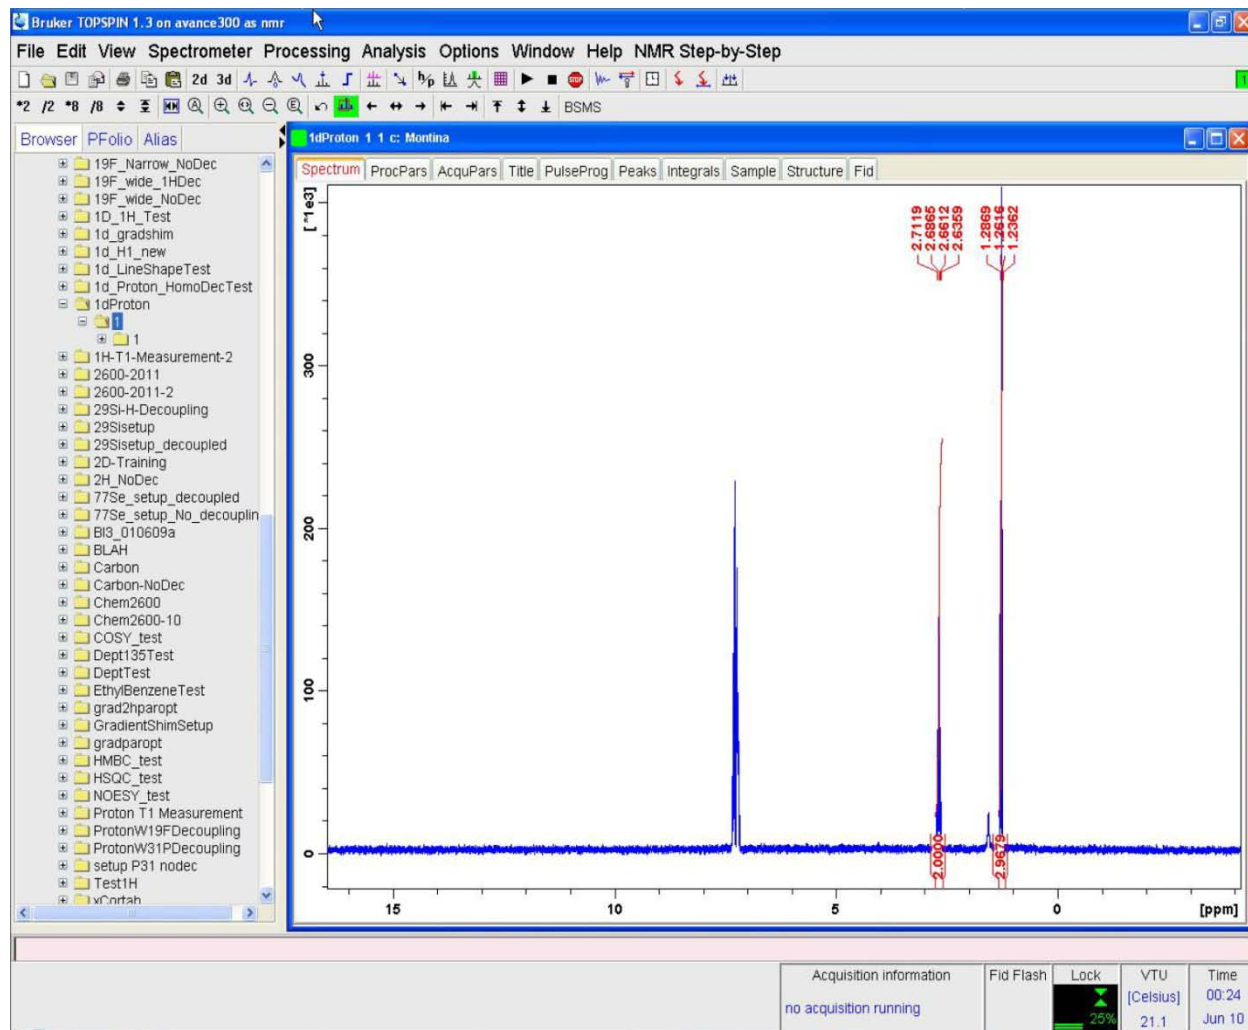 Bruker TOPSPIN 1.3 on avance300 as nmr
File Edit View Spectrometer Processing Analysis Options Window Help NMR Step-by-Step
2d 3d
1
*2 /2 *8 /8 BSMS
Browser PFolio Alias
19F_Narrow_NoDec
19F_wide_1HDec
19F_wide_NoDec
1D_1H_Test
1d_gradshim
1d_H1_new
1d_LineShapeTest
1d_Proton_HomoDecTest
1dProton
1
1
1H-T1-Measurement-2
2600-2011
2600-2011-2
29Si-H-Decoupling
29Sisetup
29Sisetup_decoupled
2D-Training
2H_NoDec
77Se_setup_decoupled
77Se_setup_No_decouplin
BI3_010609a
BLAH
Carbon
Carbon-NoDec
Chem2600
Chem2600-10
COSY_test
Dept135Test
DeptTest
EthylBenzeneTest
grad2hparopt
GradientShimSetup
gradparopt
HMBC_test
HSQC_test
NOESY_test
Proton T1 Measurement
ProtonW19FDecoupling
ProtonW31PDecoupling
setup P31 nodec
Test1H
xCortab
1dProton 1 1 c: Montina
Spectrum ProcPars AcquPars Title PulseProg Peaks Integrals Sample Structure Fid
[*1e3]
2.7119
2.6865
2.6612
2.6359
1.2869
1.2616
1.2362
300
200
100
0
2.0000
2.9679
15 10 5 0 [ppm]
Acquisition information
no acquisition running
Fid Flash
Lock
25%
VTU
[Celsius]
21.1
Time
00:24
Jun 10